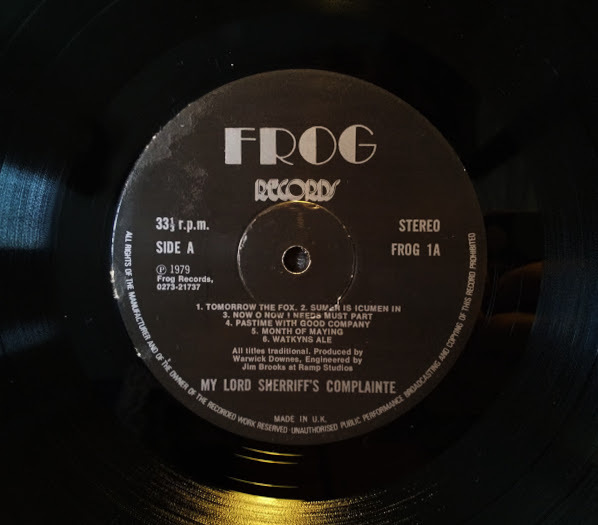 FROG
RECORDS
33⅓ r.p.m.
STEREO
SIDE A
FROG 1A
℗ 1979
Frog Records,
0273-21737
1. TOMORROW THE FOX. 2. SUMER IS ICUMEN IN
3. NOW O NOW I NEEDS MUST PART
4. PASTIME WITH GOOD COMPANY
5. MONTH OF MAYING
6. WATKYNS ALE
All titles traditional. Produced by
Warwick Downes, Engineered by
Jim Brooks at Ramp Studios
MY LORD SHERRIFF'S COMPLAINTE
MADE IN U.K.
ALL RIGHTS OF THE MANUFACTURER AND OF THE OWNER OF THE RECORDED WORK RESERVED · UNAUTHORISED PUBLIC PERFORMANCE BROADCASTING AND COPYING OF THIS RECORD PROHIBITED